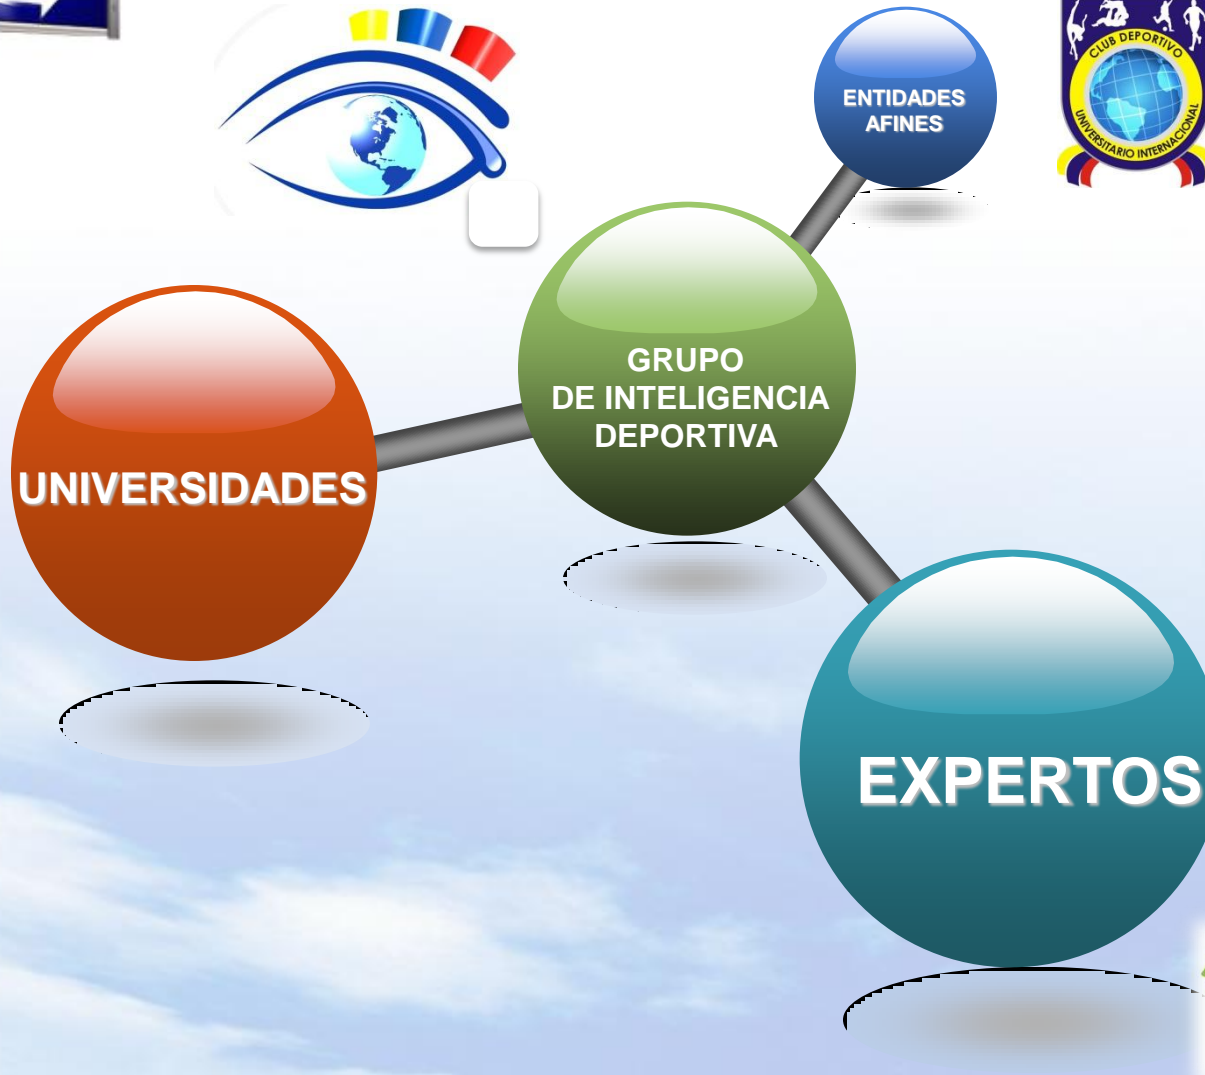 CLUB DEPORTIVO
UNIVERSITARIO INTERNACIONAL
ENTIDADES
AFINES
GRUPO
DE INTELIGENCIA
DEPORTIVA
UNIVERSIDADES
EXPERTOS